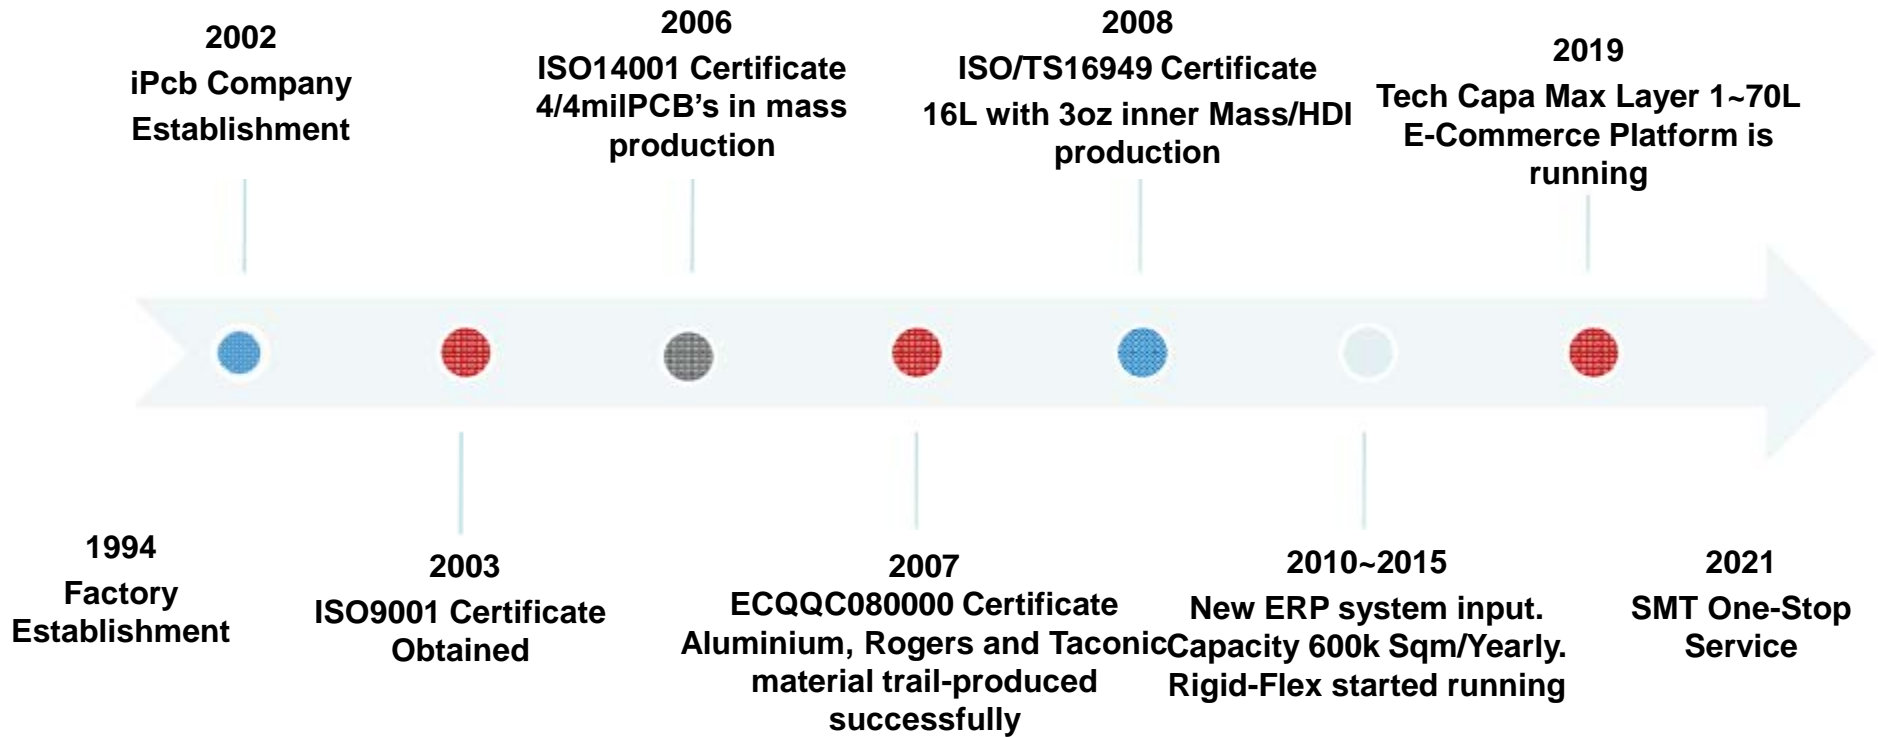 2002
iPcb Company
Establishment
2006
ISO14001 Certificate
4/4milPCB’s in mass
production
2008
ISO/TS16949 Certificate
16L with 3oz inner Mass/HDI
production
2019
Tech Capa Max Layer 1~70L
E-Commerce Platform is
running
1994
Factory
Establishment
2003
ISO9001 Certificate
Obtained
2007
ECQQC080000 Certificate
Aluminium, Rogers and Taconic
material trail-produced
successfully
2010~2015
New ERP system input.
Capacity 600k Sqm/Yearly.
Rigid-Flex started running
2021
SMT One-Stop
Service